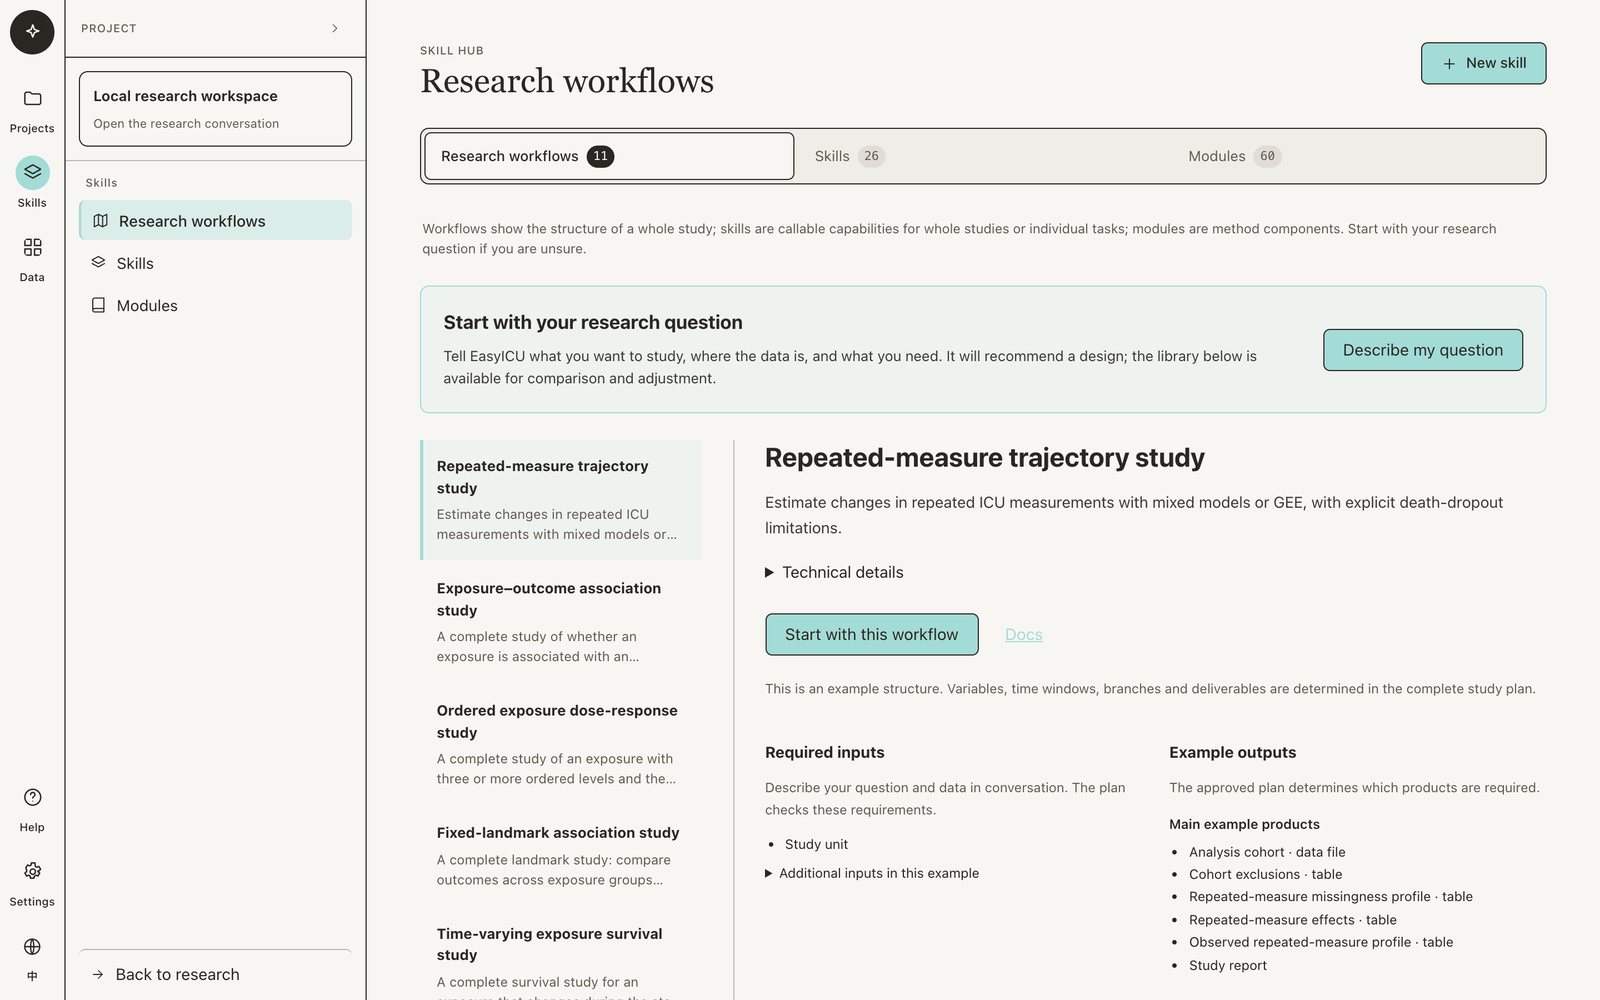 PROJECT
Projects
Skills
Data
Help
Settings
中
Local research workspace
Open the research conversation
Skills
Research workflows
Skills
Modules
Back to research
SKILL HUB
Research workflows
New skill
Research workflows 11
Skills 26
Modules 60
Workflows show the structure of a whole study; skills are callable capabilities for whole studies or individual tasks; modules are method components. Start with your research
question if you are unsure.
Start with your research question
Tell EasyICU what you want to study, where the data is, and what you need. It will recommend a design; the library below is
available for comparison and adjustment.
Describe my question
Repeated-measure trajectory
study
Estimate changes in repeated ICU
measurements with mixed models or...
Exposure–outcome association
study
A complete study of whether an
exposure is associated with an...
Ordered exposure dose-response
study
A complete study of an exposure with
three or more ordered levels and the...
Fixed-landmark association study
A complete landmark study: compare
outcomes across exposure groups...
Time-varying exposure survival
study
A complete survival study for an
Repeated-measure trajectory study
Estimate changes in repeated ICU measurements with mixed models or GEE, with explicit death-dropout
limitations.
Technical details
Start with this workflow
Docs
This is an example structure. Variables, time windows, branches and deliverables are determined in the complete study plan.
Required inputs
Describe your question and data in conversation. The plan
checks these requirements.
• Study unit
Additional inputs in this example
Example outputs
The approved plan determines which products are required.
Main example products
• Analysis cohort · data file
• Cohort exclusions · table
• Repeated-measure missingness profile · table
• Repeated-measure effects · table
• Observed repeated-measure profile · table
• Study report